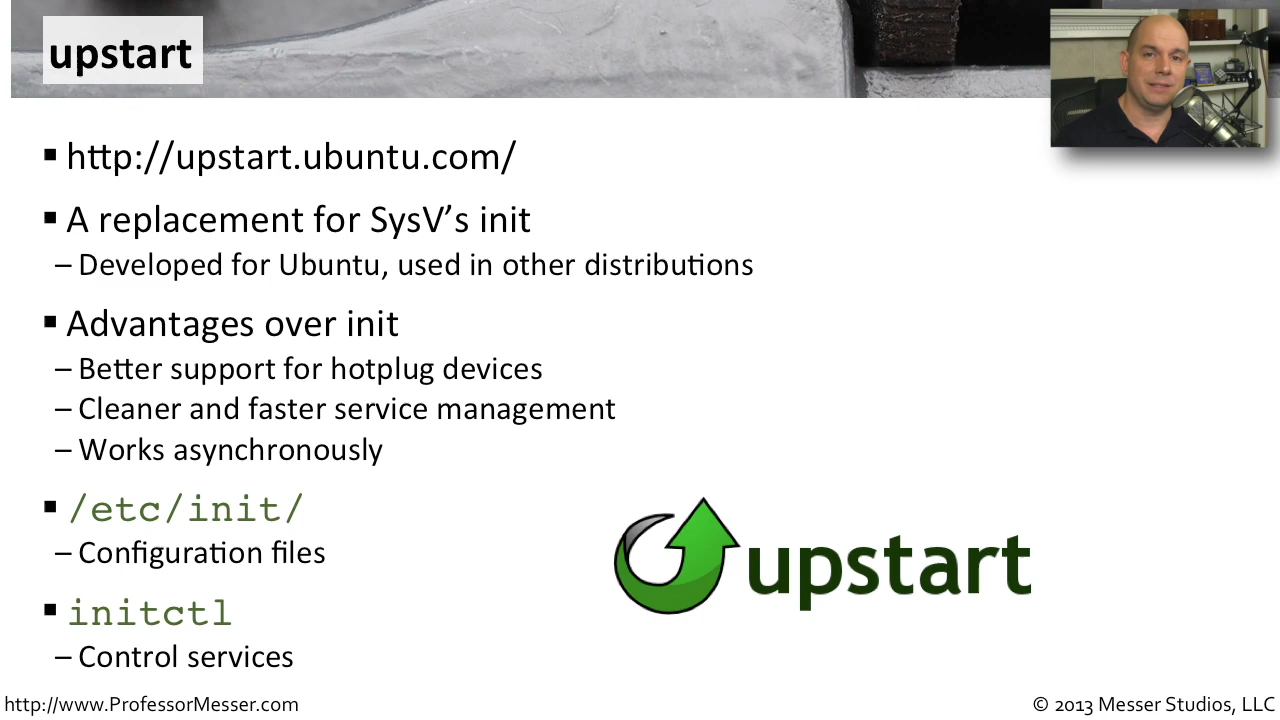 upstart
▪ http://upstart.ubuntu.com/
▪ A replacement for SysV’s init
– Developed for Ubuntu, used in other distributions
▪ Advantages over init
– Better support for hotplug devices
– Cleaner and faster service management
– Works asynchronously
▪ /etc/init/
– Configuration files
▪ initctl
– Control services
upstart
http://www.ProfessorMesser.com
© 2013 Messer Studios, LLC